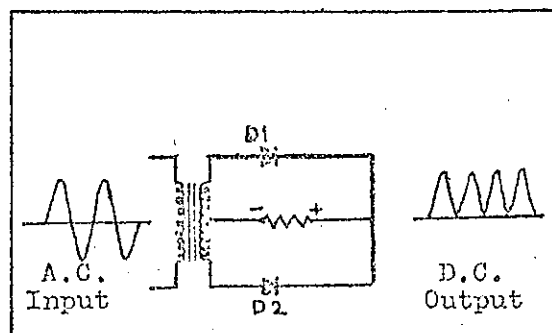 D1
- +
A.C.
Input
D2
D.C.
Output